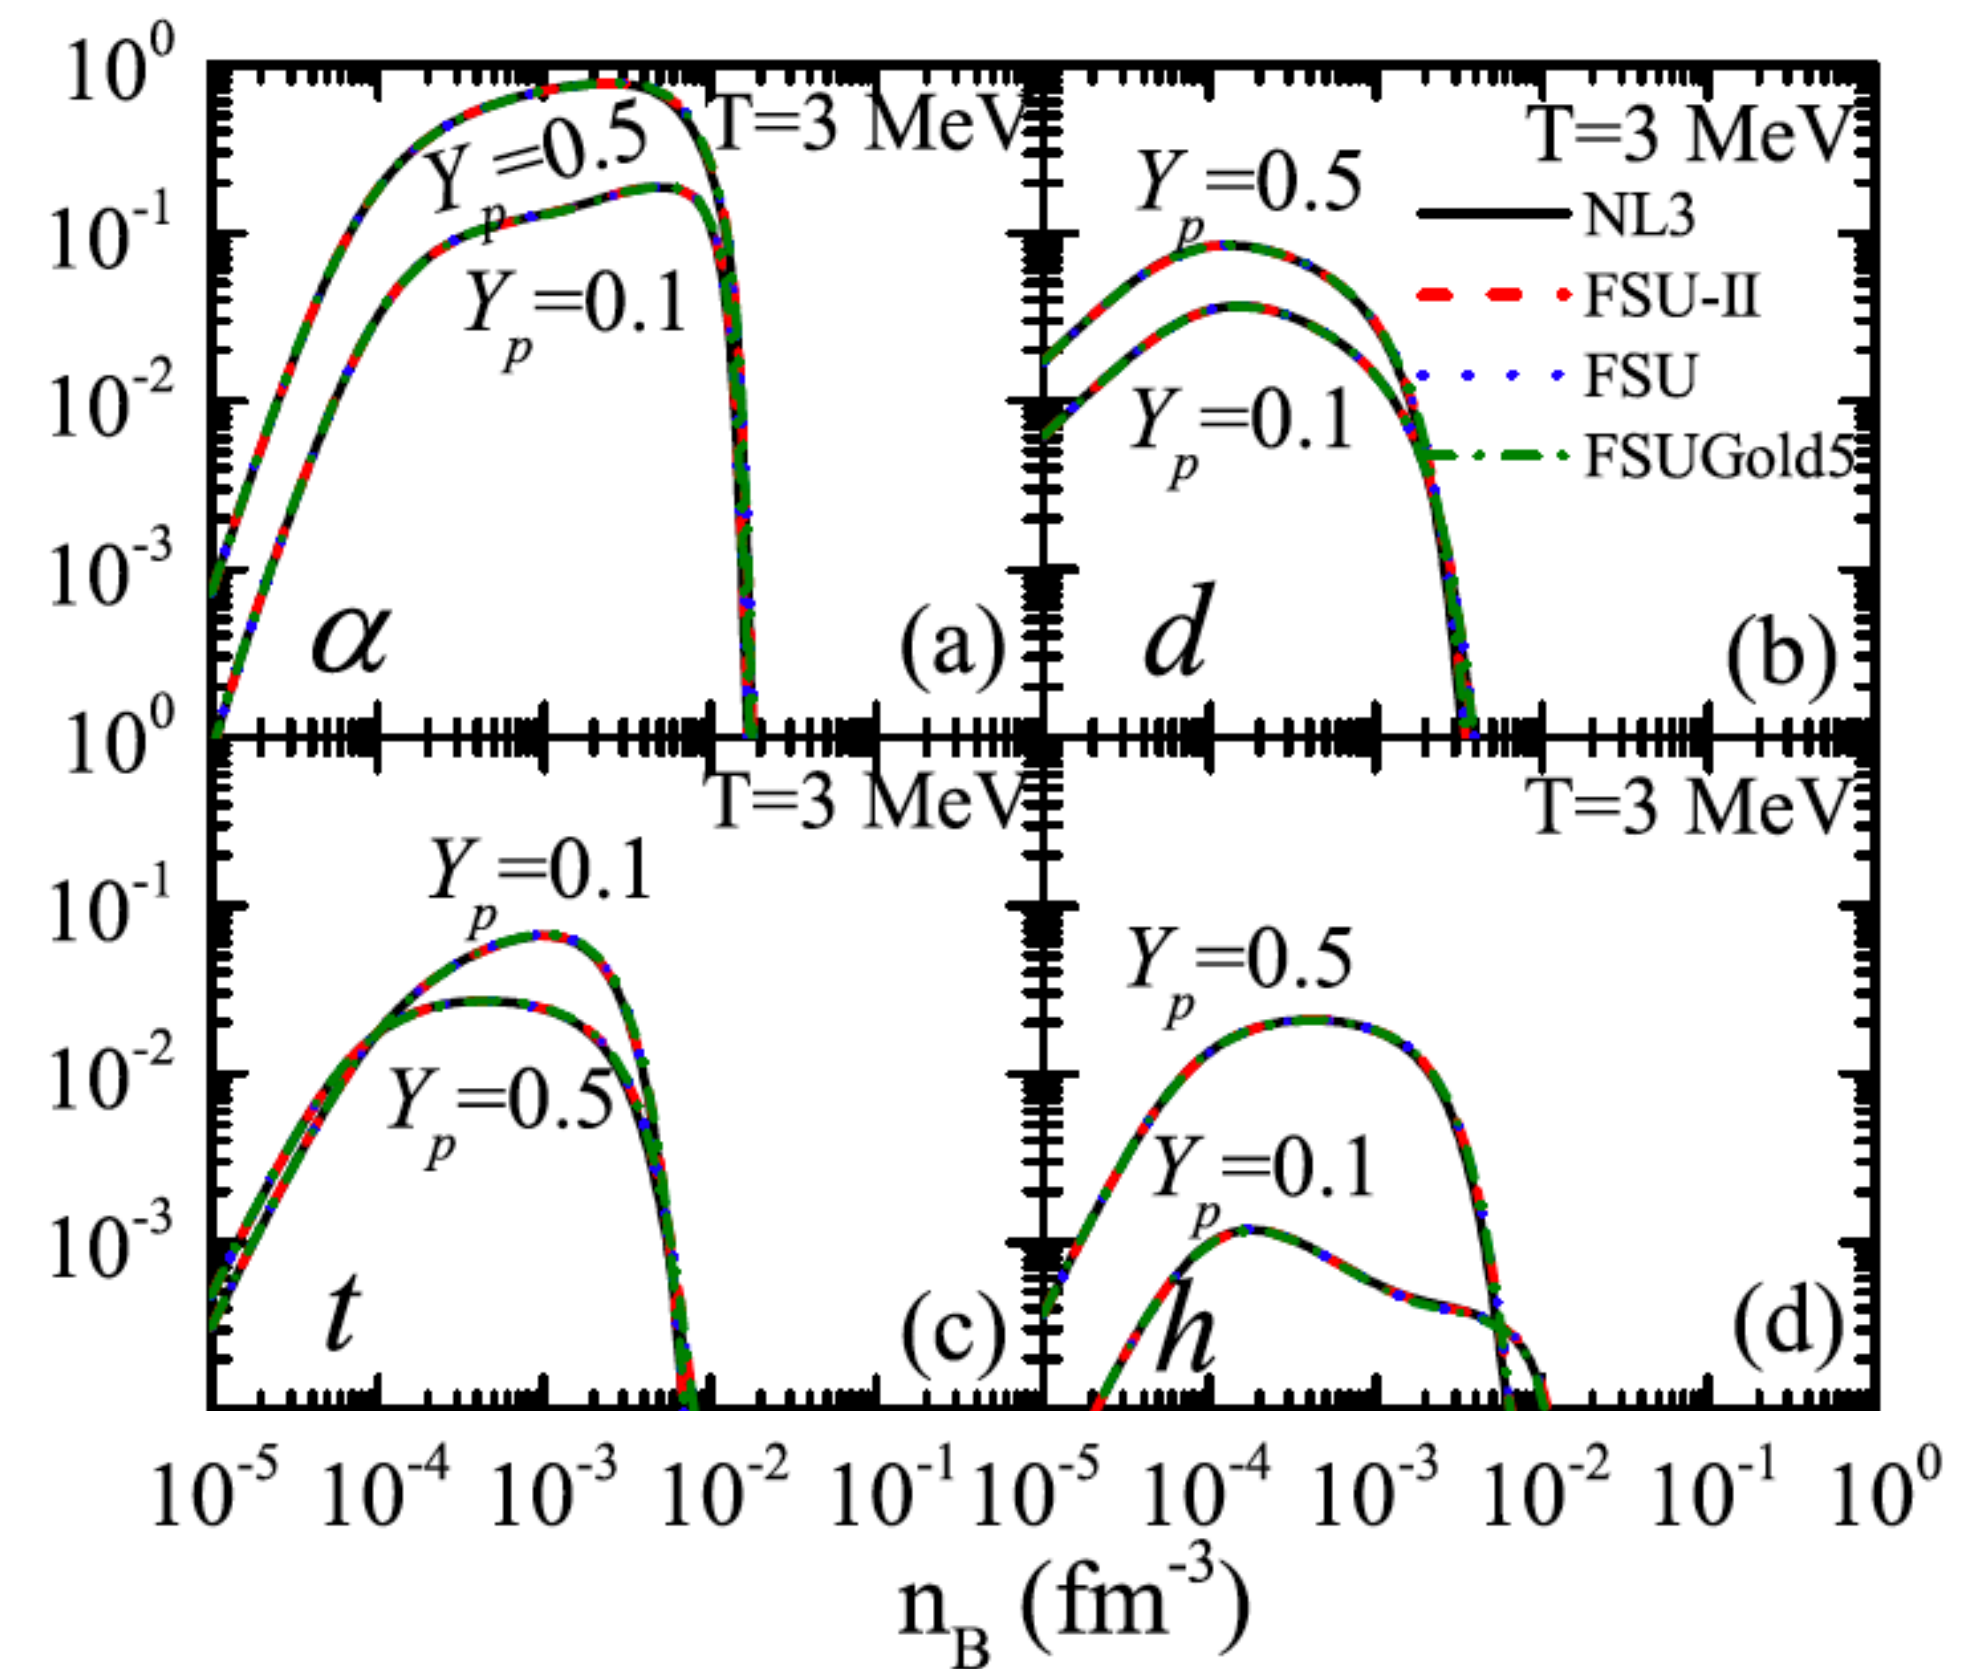 10^0
10^-1
10^-2
10^-3
T=3 MeV
Y_p=0.5
Y_p=0.1
α
(a)
T=3 MeV
Y_p=0.5
Y_p=0.1
NL3
FSU-II
FSU
FSUGold5
d
(b)
10^0
10^-1
10^-2
10^-3
T=3 MeV
Y_p=0.1
Y_p=0.5
t
(c)
T=3 MeV
Y_p=0.5
Y_p=0.1
h
(d)
10^-5 10^-4 10^-3 10^-2 10^-1 10^-5 10^-4 10^-3 10^-2 10^-1 10^0
n_B (fm^-3)